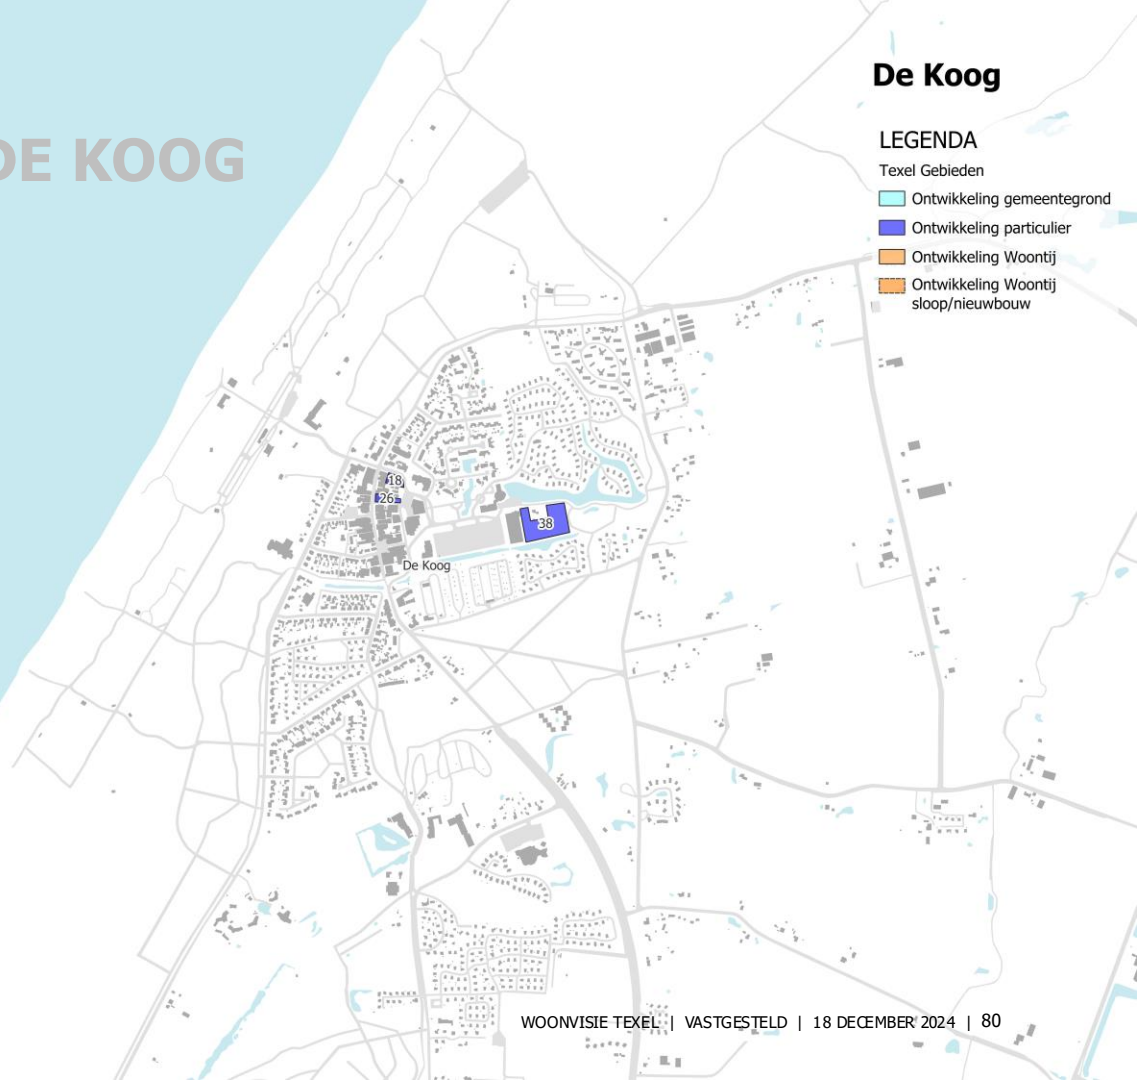 De Koog
DE KOOG
LEGENDA
Texel Gebieden
Ontwikkeling gemeentegrond
Ontwikkeling particulier
Ontwikkeling Woontij
Ontwikkeling Woontij
sloop/nieuwbouw
18
26
38
De Koog
WOONVISIE TEXEL | VASTGESTELD | 18 DECEMBER 2024 | 80